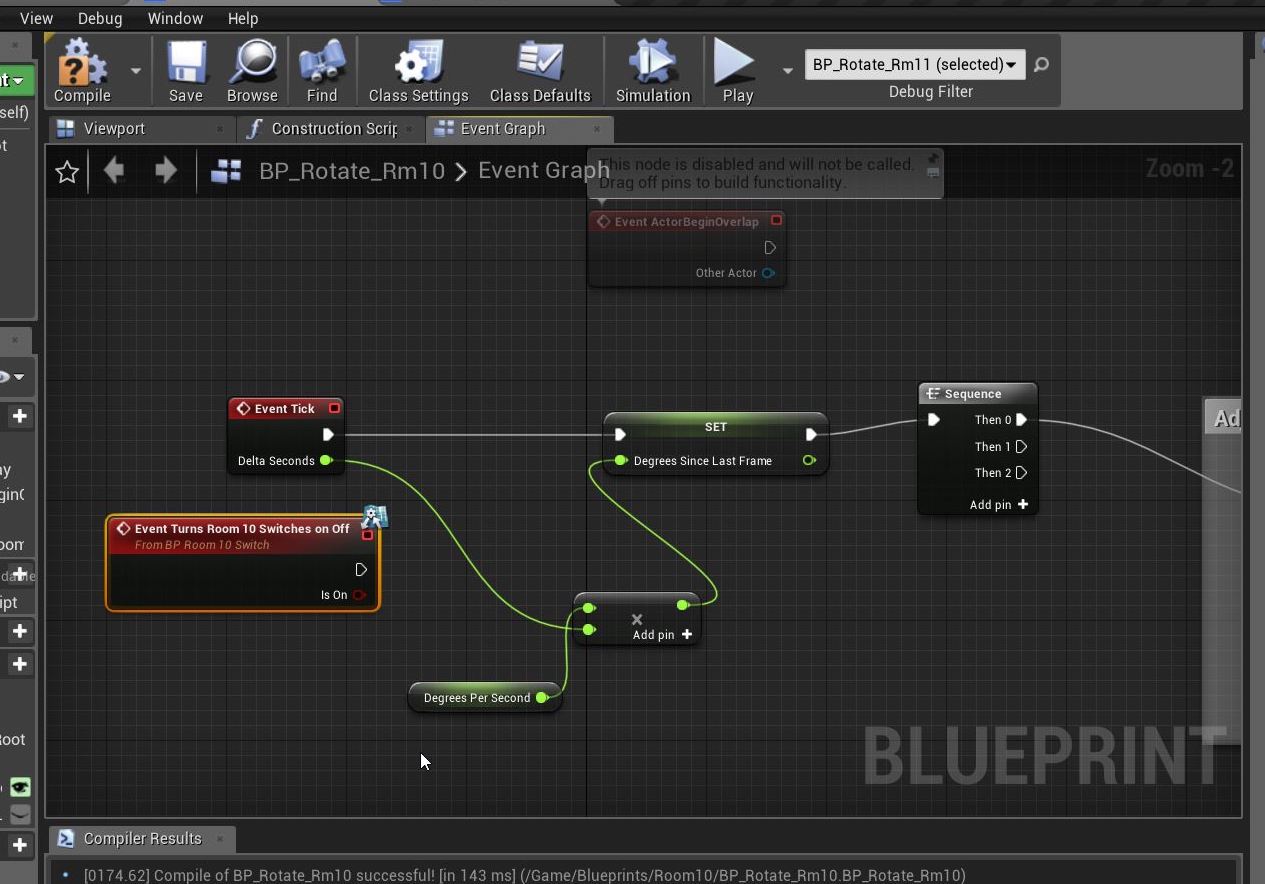 View Debug Window Help
Compile Save Browse Find Class Settings Class Defaults Simulation Play BP_Rotate_Rm11 (selected)
Debug Filter
self)
Viewport Construction Scrip Event Graph
BP_Rotate_Rm10 > Event Graph
This node is disabled and will not be called.
Drag off pins to build functionality.
Zoom -2
Event ActorBeginOverlap
Other Actor
Event Tick
Delta Seconds
SET
Degrees Since Last Frame
Sequence
Then 0
Then 1
Then 2
Add pin +
Ad
Event Turns Room 10 Switches on Off
From BP Room 10 Switch
Is On
×
Add pin +
Degrees Per Second
ipt
oot
BLUEPRINT
Compiler Results
[0174.62] Compile of BP_Rotate_Rm10 successful! [in 143 ms] (/Game/Blueprints/Room10/BP_Rotate_Rm10.BP_Rotate_Rm10)